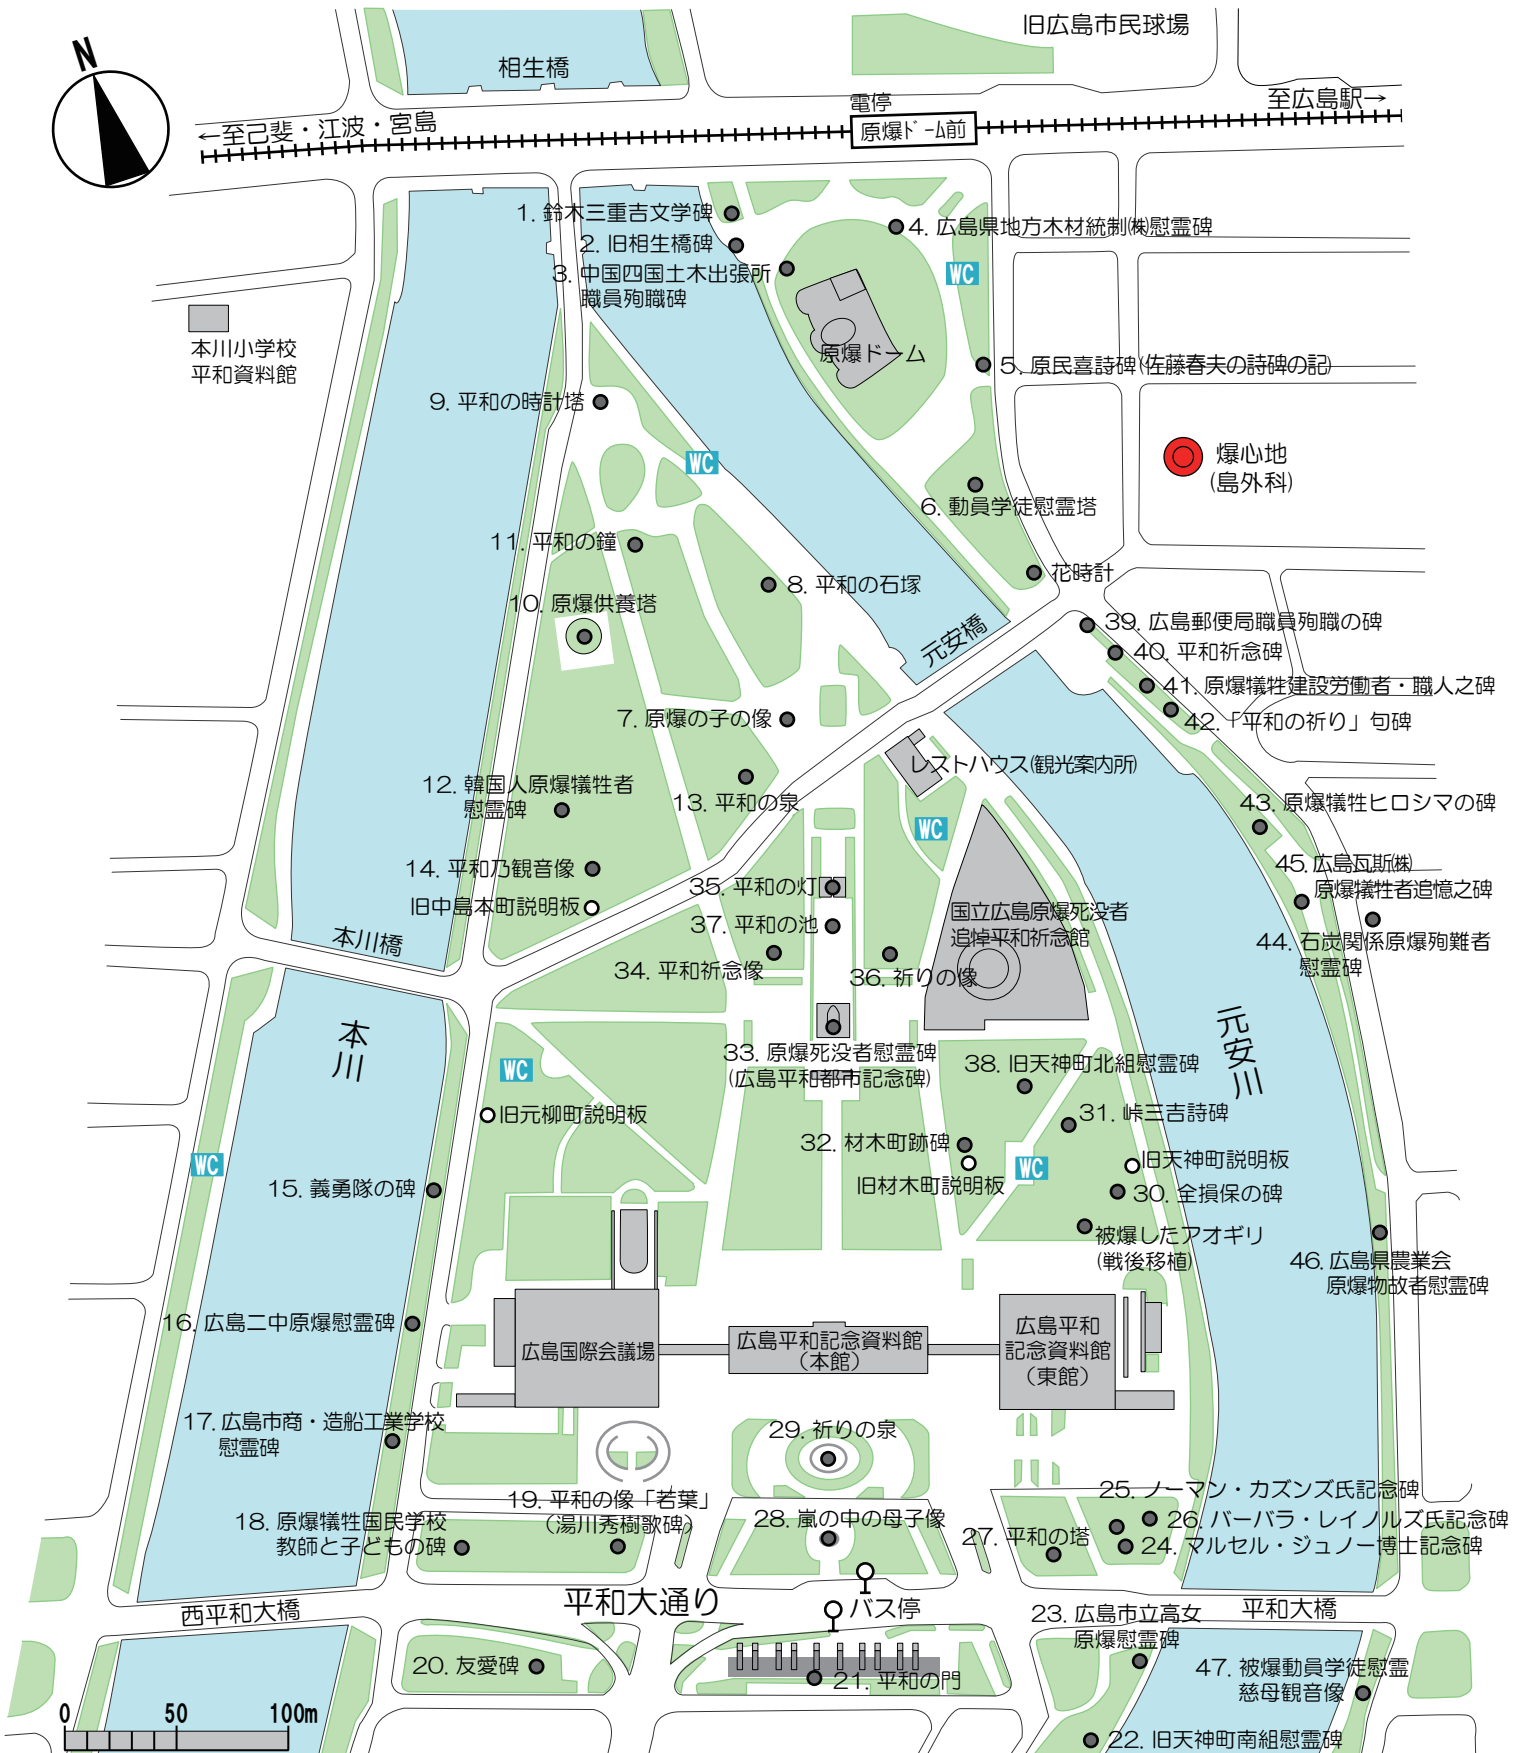 旧広島市民球場
N
相生橋
電停
原爆ドーム前
至広島駅→
←至己斐・江波・宮島
1. 鈴木三重吉文学碑
2. 旧相生橋碑
3. 中国四国土木出張所
職員殉職碑
4. 広島県地方木材統制㈱慰霊碑
WC
本川小学校
平和資料館
原爆ドーム
5. 原民喜詩碑(佐藤春夫の詩碑の記)
9. 平和の時計塔
WC
爆心地
(島外科)
6. 動員学徒慰霊塔
11. 平和の鐘
8. 平和の石塚
花時計
10. 原爆供養塔
元安橋
39. 広島郵便局職員殉職の碑
40. 平和祈念碑
41. 原爆犠牲建設労働者・職人之碑
42.「平和の祈り」句碑
7. 原爆の子の像
レストハウス(観光案内所)
12. 韓国人原爆犠牲者
慰霊碑
13. 平和の泉
WC
43. 原爆犠牲ヒロシマの碑
14. 平和乃観音像
旧中島本町説明板
35. 平和の灯
45. 広島瓦斯㈱
原爆犠牲者追憶之碑
国立広島原爆死没者
追悼平和祈念館
37. 平和の池
本川橋
34. 平和祈念像
36. 祈りの像
44. 石炭関係原爆殉難者
慰霊碑
本川
元安川
33. 原爆死没者慰霊碑
(広島平和都市記念碑)
WC
38. 旧天神町北組慰霊碑
旧元柳町説明板
31. 峠三吉詩碑
32. 材木町跡碑
WC
WC
旧天神町説明板
15. 義勇隊の碑
旧材木町説明板
30. 全損保の碑
被爆したアオギリ
(戦後移植)
46. 広島県農業会
原爆物故者慰霊碑
16. 広島二中原爆慰霊碑
広島国際会議場
広島平和記念資料館
(本館)
広島平和
記念資料館
(東館)
17. 広島市商・造船工業学校
慰霊碑
29. 祈りの泉
19. 平和の像「若葉」
(湯川秀樹歌碑)
25. ノーマン・カズンズ氏記念碑
18. 原爆犠牲国民学校
教師と子どもの碑
28. 嵐の中の母子像
27. 平和の塔
26. バーバラ・レイノルズ氏記念碑
24. マルセル・ジュノー博士記念碑
西平和大橋
平和大通り
バス停
平和大橋
23. 広島市立高女
原爆慰霊碑
20. 友愛碑
21. 平和の門
47. 被爆動員学徒慰霊
慈母観音像
0 50 100m
22. 旧天神町南組慰霊碑